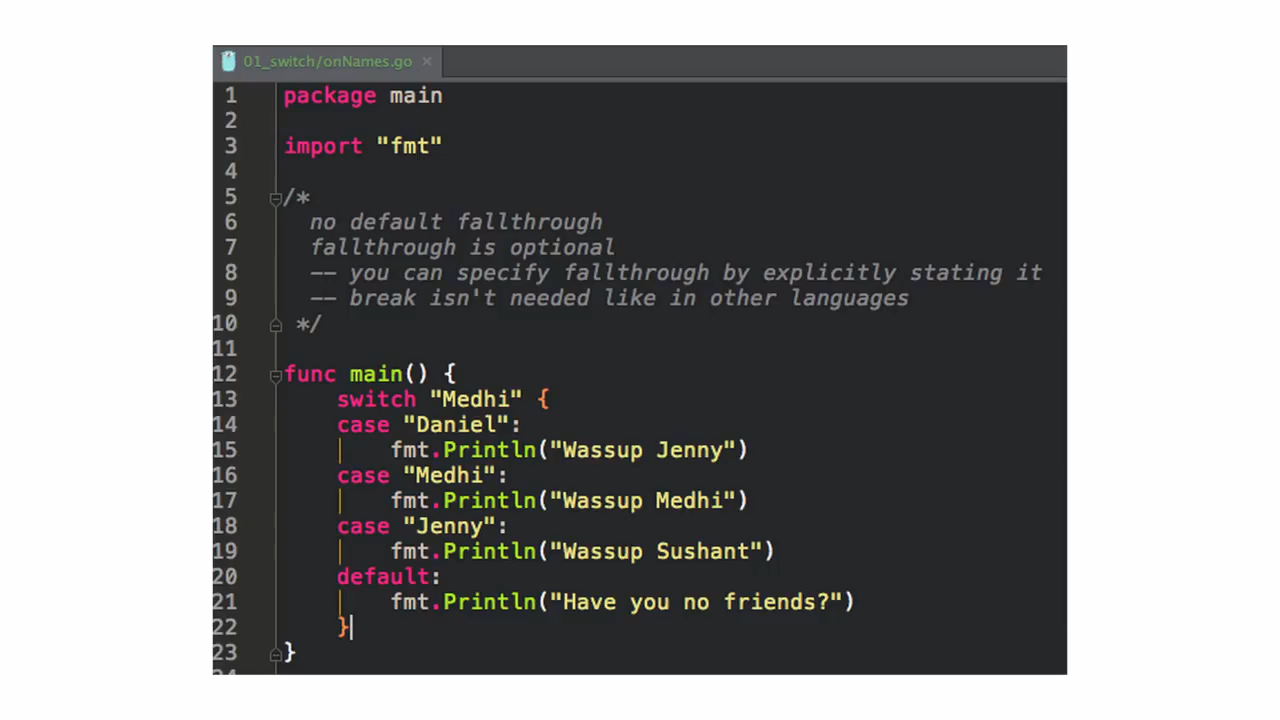 01_switch/onNames.go ×
1 package main
2
3 import "fmt"
4
5 /*
6 no default fallthrough
7 fallthrough is optional
8 -- you can specify fallthrough by explicitly stating it
9 -- break isn't needed like in other languages
10 */
11
12 func main() {
13 switch "Medhi" {
14 case "Daniel":
15 fmt.Println("Wassup Jenny")
16 case "Medhi":
17 fmt.Println("Wassup Medhi")
18 case "Jenny":
19 fmt.Println("Wassup Sushant")
20 default:
21 fmt.Println("Have you no friends?")
22 }
23 }